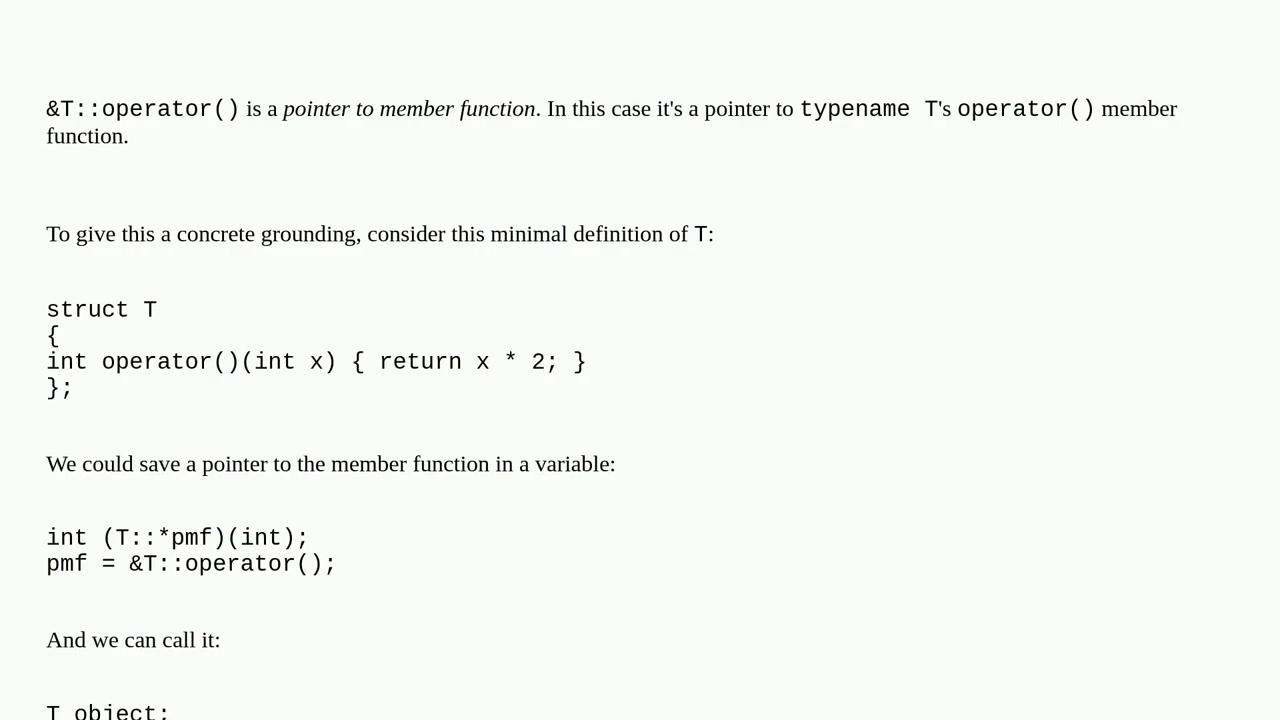 &T::operator() is a pointer to member function. In this case it's a pointer to typename T's operator() member
function.
To give this a concrete grounding, consider this minimal definition of T:
struct T
{
int operator()(int x) { return x * 2; }
};
We could save a pointer to the member function in a variable:
int (T::*pmf)(int);
pmf = &T::operator();
And we can call it:
T object;